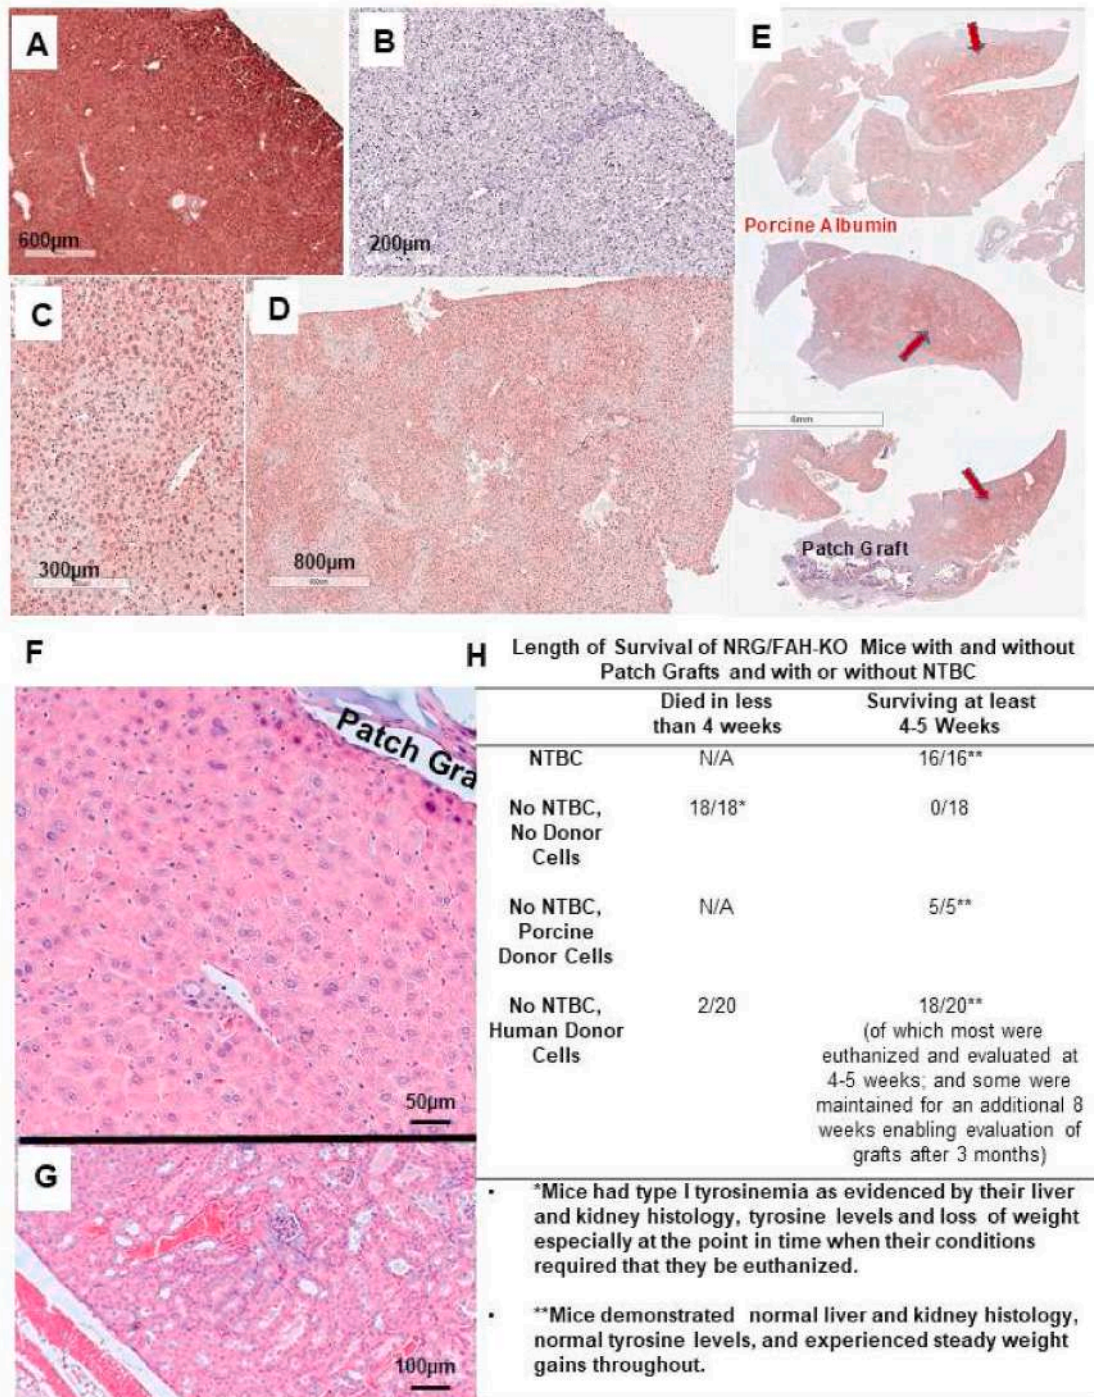 A
600µm
B
200µm
C
300µm
D
800µm
E
Porcine Albumin
6mm
Patch Graft
F
Patch Gra
50µm
G
100µm
H
Length of Survival of NRG/FAH-KO Mice with and without
Patch Grafts and with or without NTBC
Died in less
than 4 weeks
Surviving at least
4-5 Weeks
NTBC
N/A
16/16**
No NTBC,
No Donor
Cells
18/18*
0/18
No NTBC,
Porcine
Donor Cells
N/A
5/5**
No NTBC,
Human Donor
Cells
2/20
18/20**
(of which most were
euthanized and evaluated at
4-5 weeks; and some were
maintained for an additional 8
weeks enabling evaluation of
grafts after 3 months)
• *Mice had type I tyrosinemia as evidenced by their liver
and kidney histology, tyrosine levels and loss of weight
especially at the point in time when their conditions
required that they be euthanized.
• **Mice demonstrated normal liver and kidney histology,
normal tyrosine levels, and experienced steady weight
gains throughout.